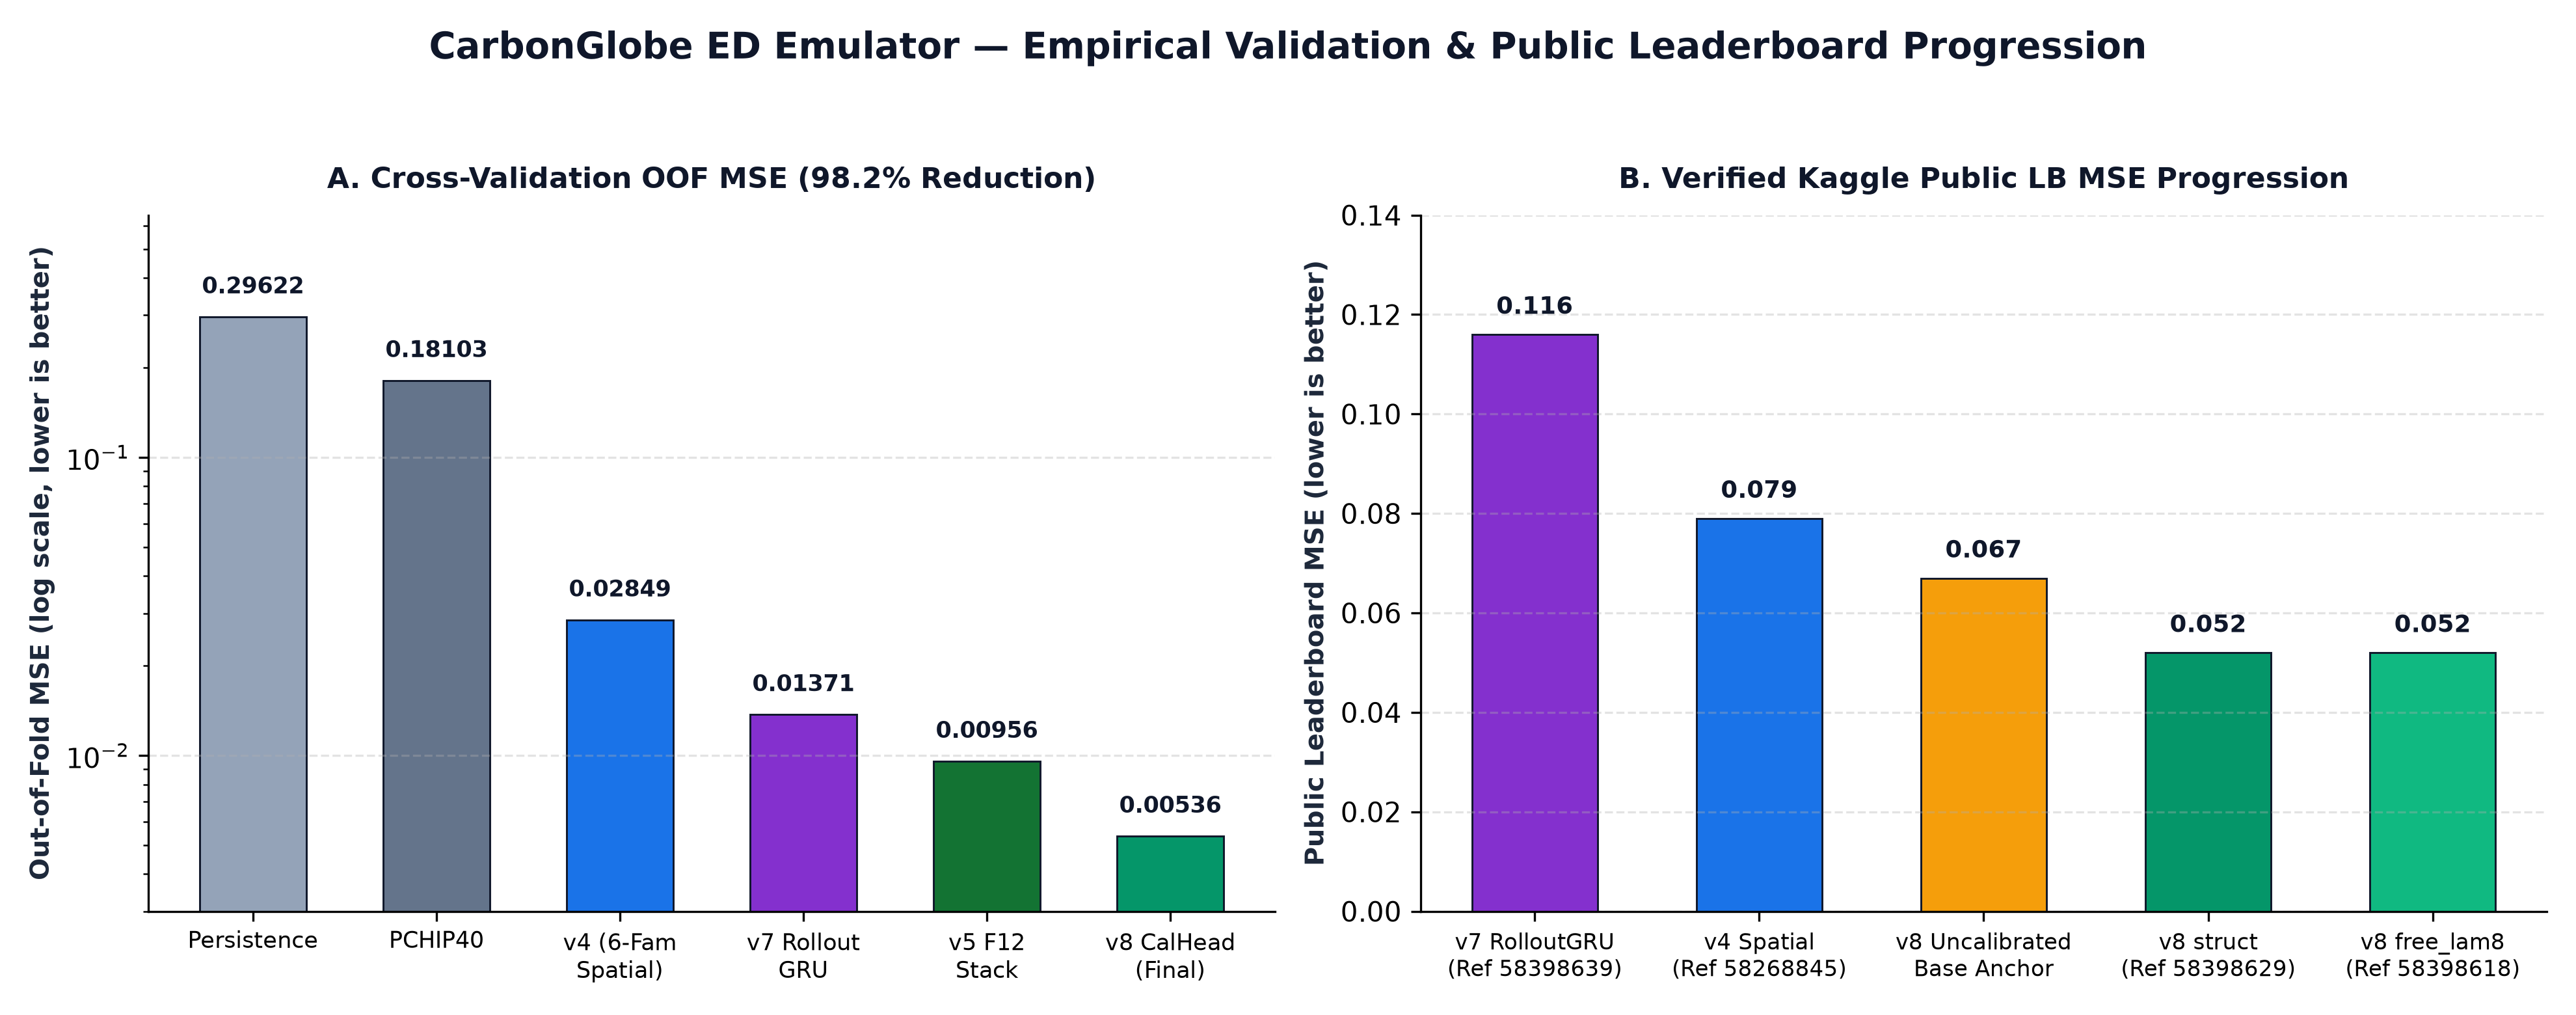 CarbonGlobe ED Emulator — Empirical Validation & Public Leaderboard Progression
A. Cross-Validation OOF MSE (98.2% Reduction)
Out-of-Fold MSE (log scale, lower is better)
10⁻¹
10⁻²
0.29622
0.18103
0.02849
0.01371
0.00956
0.00536
Persistence
PCHIP40
v4 (6-Fam
Spatial)
v7 Rollout
GRU
v5 F12
Stack
v8 CalHead
(Final)
B. Verified Kaggle Public LB MSE Progression
Public Leaderboard MSE (lower is better)
0.14
0.12
0.10
0.08
0.06
0.04
0.02
0.00
0.116
0.079
0.067
0.052
0.052
v7 RolloutGRU
(Ref 58398639)
v4 Spatial
(Ref 58268845)
v8 Uncalibrated
Base Anchor
v8 struct
(Ref 58398629)
v8 free_lam8
(Ref 58398618)